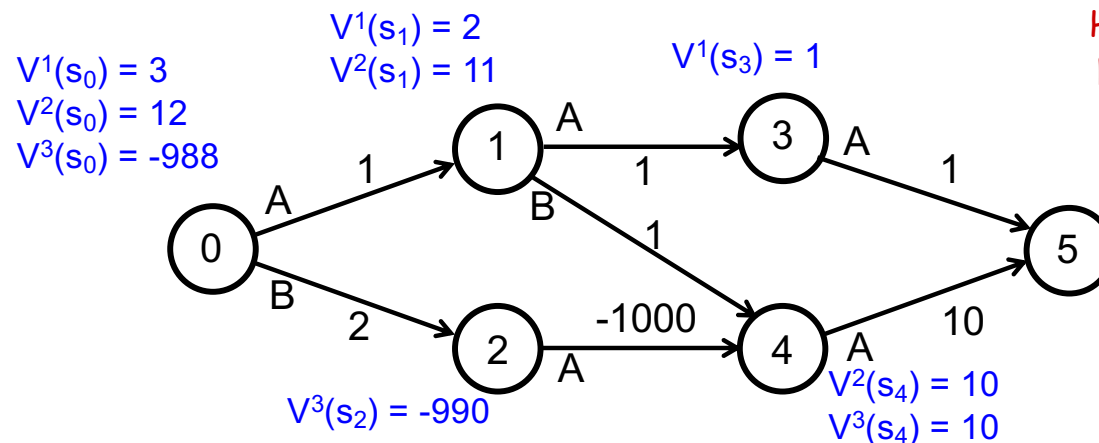 V¹(s₁) = 2
V²(s₁) = 11
V¹(s₃) = 1
V¹(s₀) = 3
V²(s₀) = 12
V³(s₀) = -988
1
A
1
3
A
1
A
1
B
1
0
5
B
2
-1000
10
2
A
4
A
V³(s₂) = -990
V²(s₄) = 10
V³(s₄) = 10